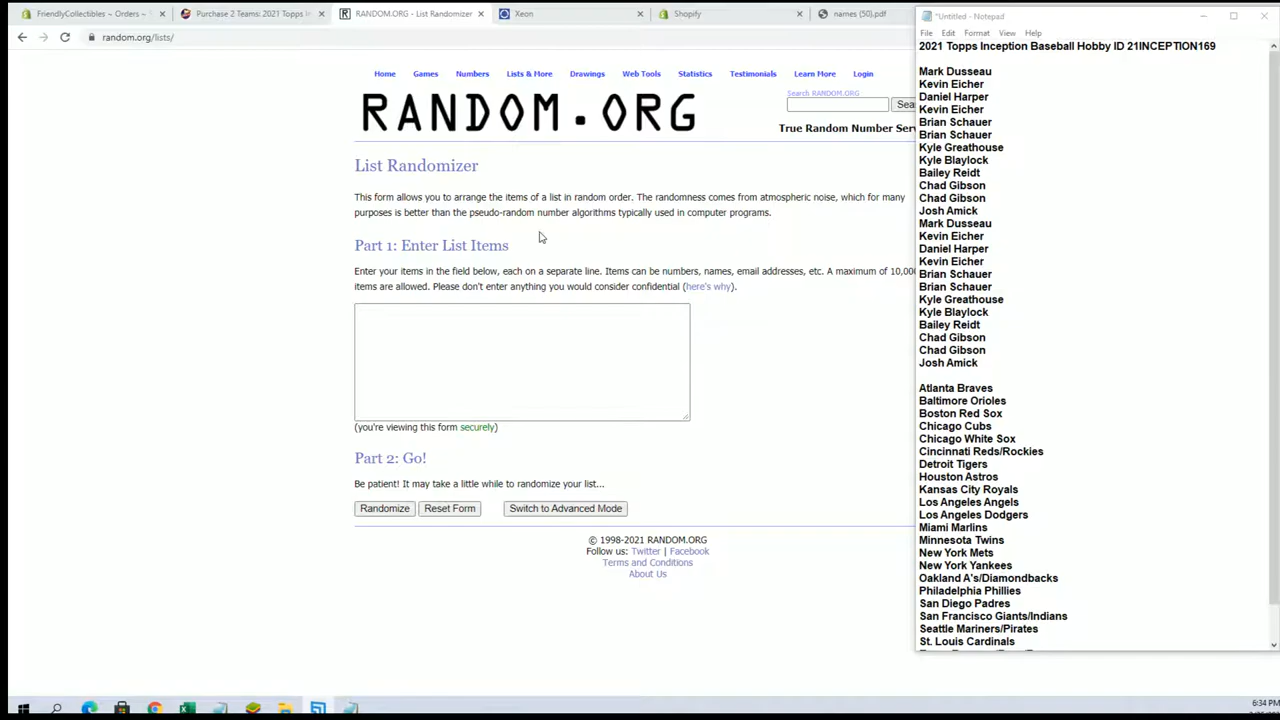 FriendlyCollectibles ~ Orders ~
Purchase 2 Teams: 2021 Topps I
RANDOM.ORG - List Randomizer
Xeon
Shopify
names (50).pdf
random.org/lists/
Home Games Numbers Lists & More Drawings Web Tools Statistics Testimonials Learn More Login
Search RANDOM.ORG
RANDOM.ORG
Sea
True Random Number Serv
List Randomizer
This form allows you to arrange the items of a list in random order. The randomness comes from atmospheric noise, which for many
purposes is better than the pseudo-random number algorithms typically used in computer programs.
Part 1: Enter List Items
Enter your items in the field below, each on a separate line. Items can be numbers, names, email addresses, etc. A maximum of 10,00
items are allowed. Please don't enter anything you would consider confidential (here's why).
(you're viewing this form securely)
Part 2: Go!
Be patient! It may take a little while to randomize your list...
Randomize Reset Form Switch to Advanced Mode
© 1998-2021 RANDOM.ORG
Follow us: Twitter | Facebook
Terms and Conditions
About Us
*Untitled - Notepad
File Edit Format View Help
2021 Topps Inception Baseball Hobby ID 21INCEPTION169
Mark Dusseau
Kevin Eicher
Daniel Harper
Kevin Eicher
Brian Schauer
Brian Schauer
Kyle Greathouse
Kyle Blaylock
Bailey Reidt
Chad Gibson
Chad Gibson
Josh Amick
Mark Dusseau
Kevin Eicher
Daniel Harper
Kevin Eicher
Brian Schauer
Brian Schauer
Kyle Greathouse
Kyle Blaylock
Bailey Reidt
Chad Gibson
Chad Gibson
Josh Amick
Atlanta Braves
Baltimore Orioles
Boston Red Sox
Chicago Cubs
Chicago White Sox
Cincinnati Reds/Rockies
Detroit Tigers
Houston Astros
Kansas City Royals
Los Angeles Angels
Los Angeles Dodgers
Miami Marlins
Minnesota Twins
New York Mets
New York Yankees
Oakland A's/Diamondbacks
Philadelphia Phillies
San Diego Padres
San Francisco Giants/Indians
Seattle Mariners/Pirates
St. Louis Cardinals
6:34 PM